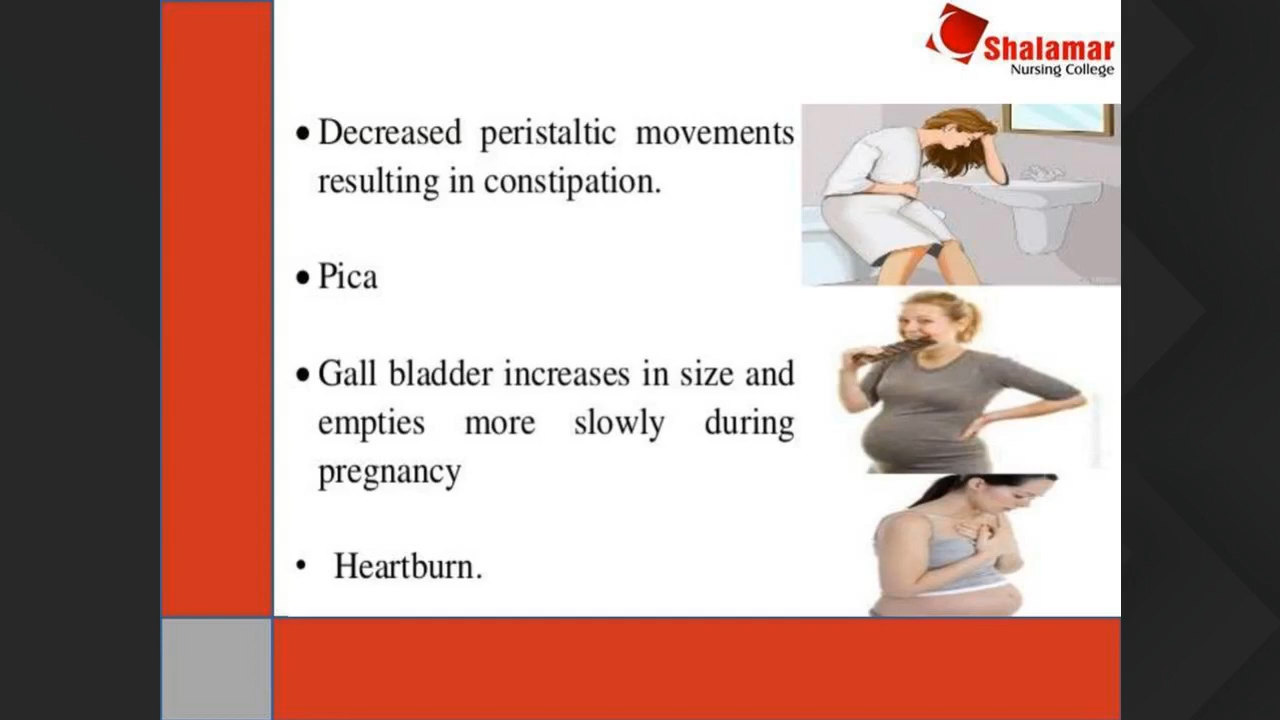 Shalamar
Nursing College
• Decreased peristaltic movements
resulting in constipation.
• Pica
• Gall bladder increases in size and
empties more slowly during
pregnancy
• Heartburn.